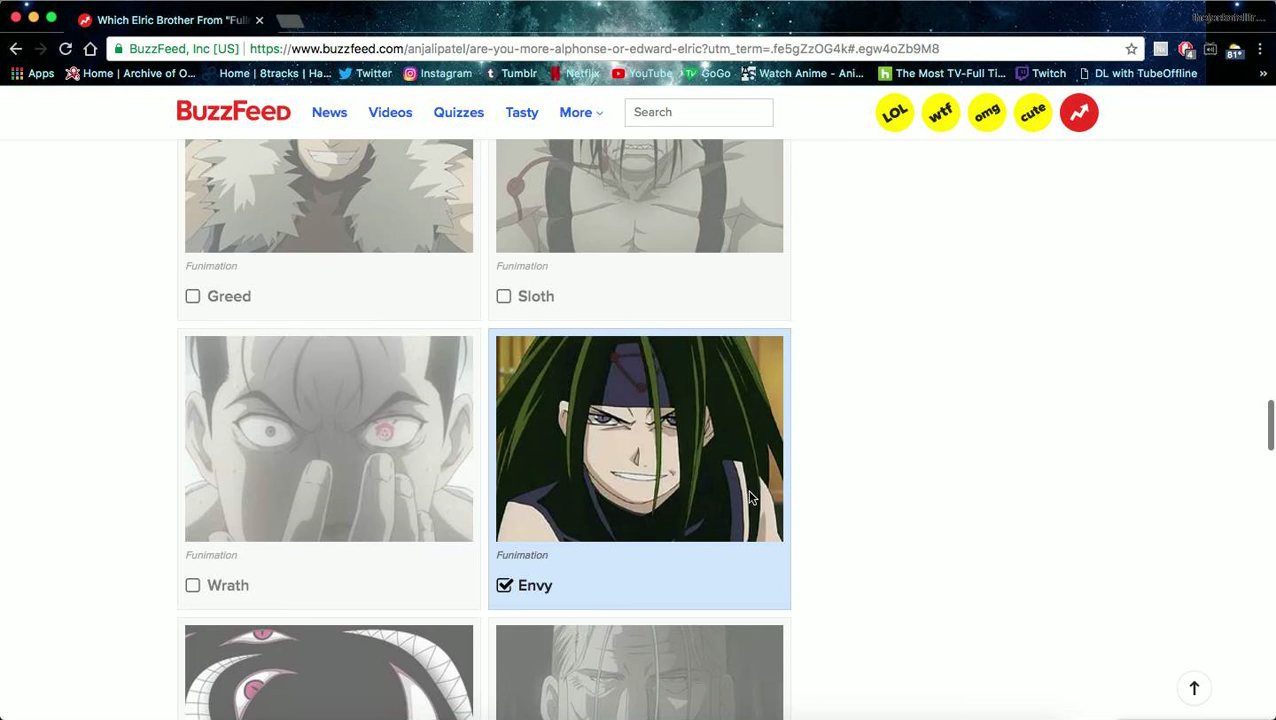 Which Elric Brother From "Full
BuzzFeed, Inc [US]
https://www.buzzfeed.com/anjalipatel/are-you-more-alphonse-or-edward-elric?utm_term=.fe5gZzOG4k#.egw4oZb9M8
4
81+
Apps
Home | Archive of O...
Home | 8tracks | Ha...
Twitter
Instagram
Tumblr
Netflix
YouTube
GoGo
Watch Anime - Ani...
The Most TV-Full Ti...
Twitch
DL with TubeOffline
»
BuzzFeeD
News
Videos
Quizzes
Tasty
More
Search
LOL
wtf
omg
cute
Funimation
Funimation
Greed
Sloth
Funimation
Funimation
Wrath
Envy